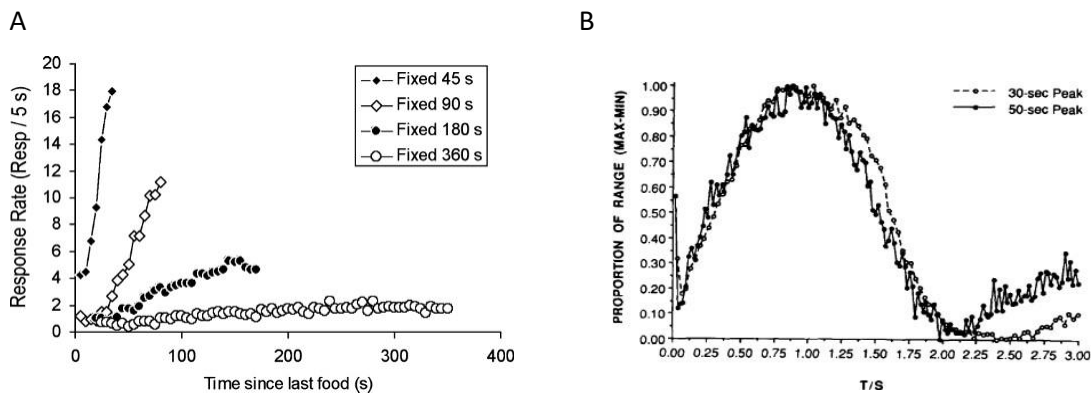 A
B
Response Rate (Resp / 5 s)
20
18
16
14
12
10
8
6
4
2
0
Fixed 45 s
Fixed 90 s
Fixed 180 s
Fixed 360 s
0 100 200 300 400
Time since last food (s)
PROPORTION OF RANGE (MAX-MIN)
1.00
0.90
0.80
0.70
0.60
0.50
0.40
0.30
0.20
0.10
0.00
30-sec Peak
50-sec Peak
0.00 0.25 0.50 0.75 1.00 1.25 1.50 1.75 2.00 2.25 2.50 2.75 3.00
T/S